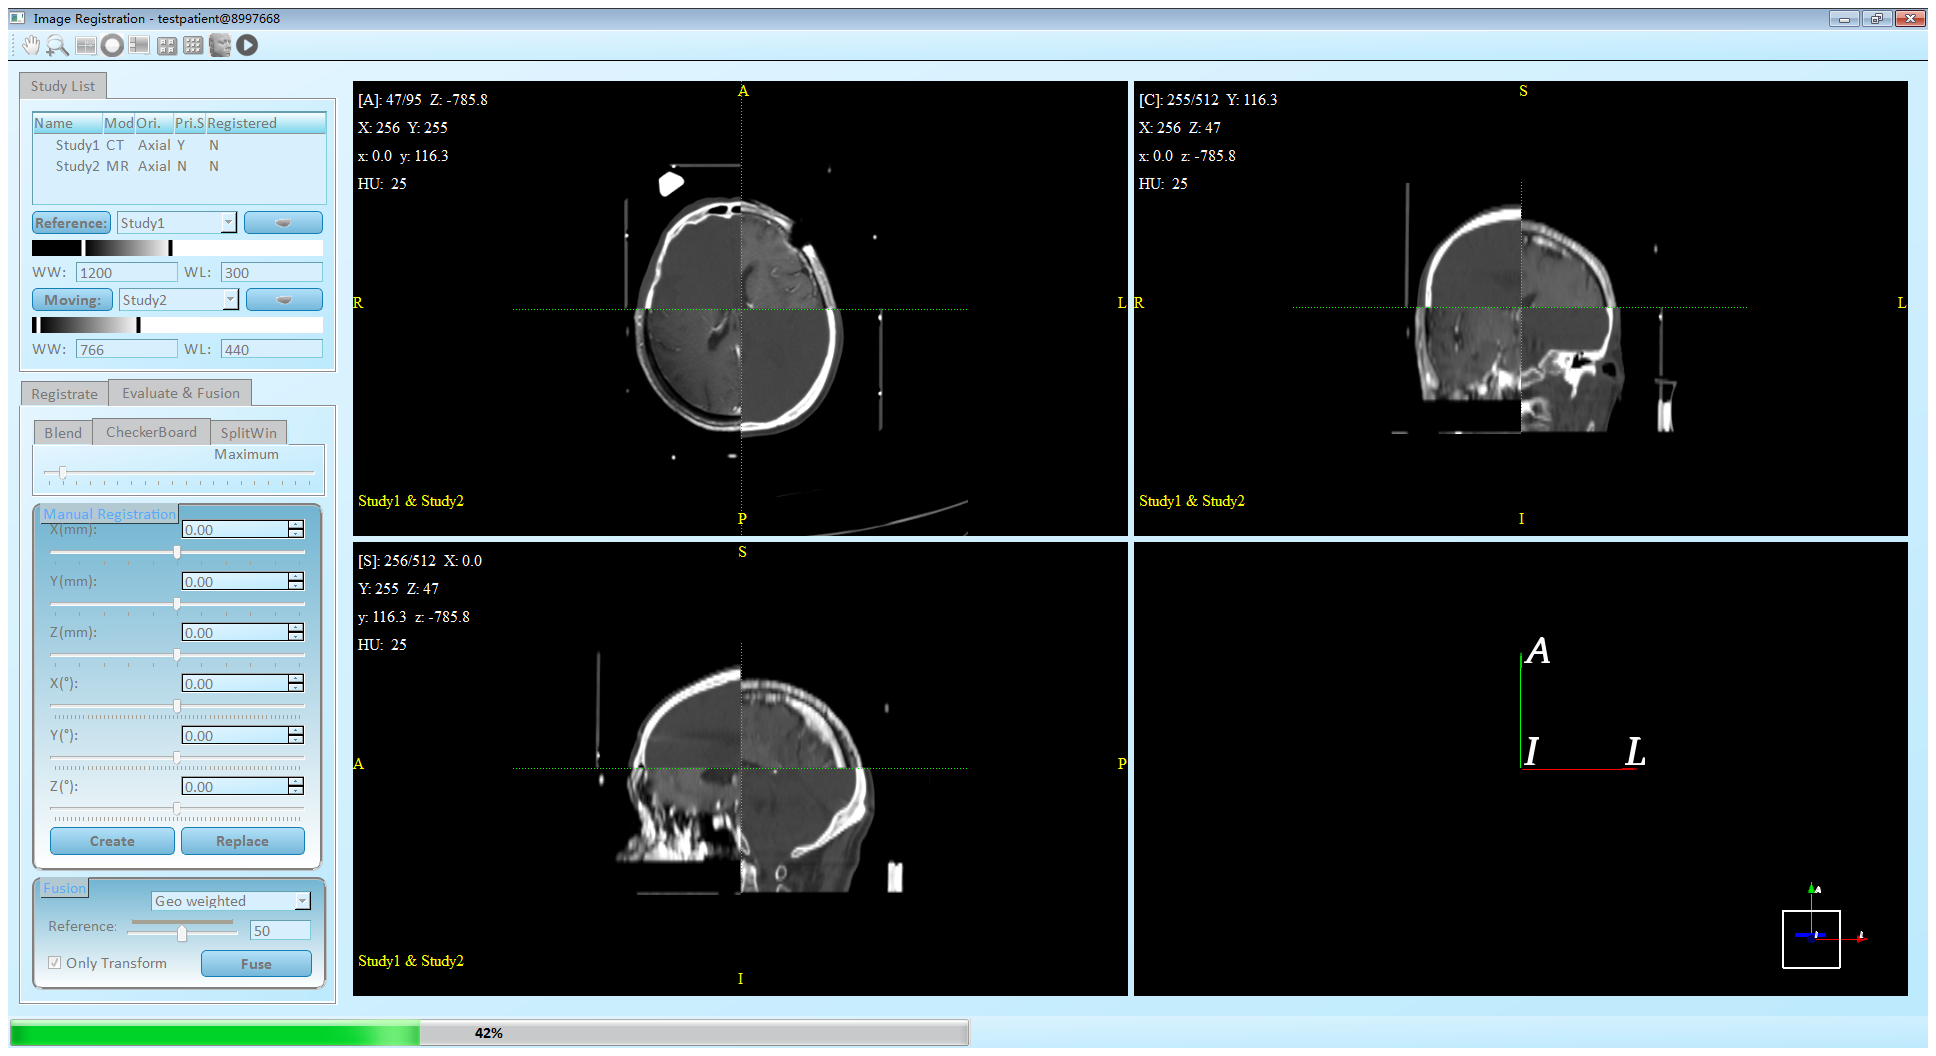 Image Registration - testpatient@8997668
Study List
Name Mod Ori. Pri.S Registered
Study1 CT Axial Y N
Study2 MR Axial N N
Reference: Study1
WW: 1200 WL: 300
Moving: Study2
WW: 766 WL: 440
Registrate Evaluate & Fusion
Blend CheckerBoard SplitWin
Maximum
Manual Registration
X(mm): 0.00
Y(mm): 0.00
Z(mm): 0.00
X(°): 0.00
Y(°): 0.00
Z(°): 0.00
Create Replace
Fusion
Geo weighted
Reference: 50
Only Transform Fuse
[A]: 47/95 Z: -785.8
X: 256 Y: 255
x: 0.0 y: 116.3
HU: 25
A
R
L
Study1 & Study2
P
[C]: 255/512 Y: 116.3
X: 256 Z: 47
x: 0.0 z: -785.8
HU: 25
S
R
L
Study1 & Study2
I
[S]: 256/512 X: 0.0
Y: 255 Z: 47
y: 116.3 z: -785.8
HU: 25
S
A
P
Study1 & Study2
I
A
I L
A
L
42%